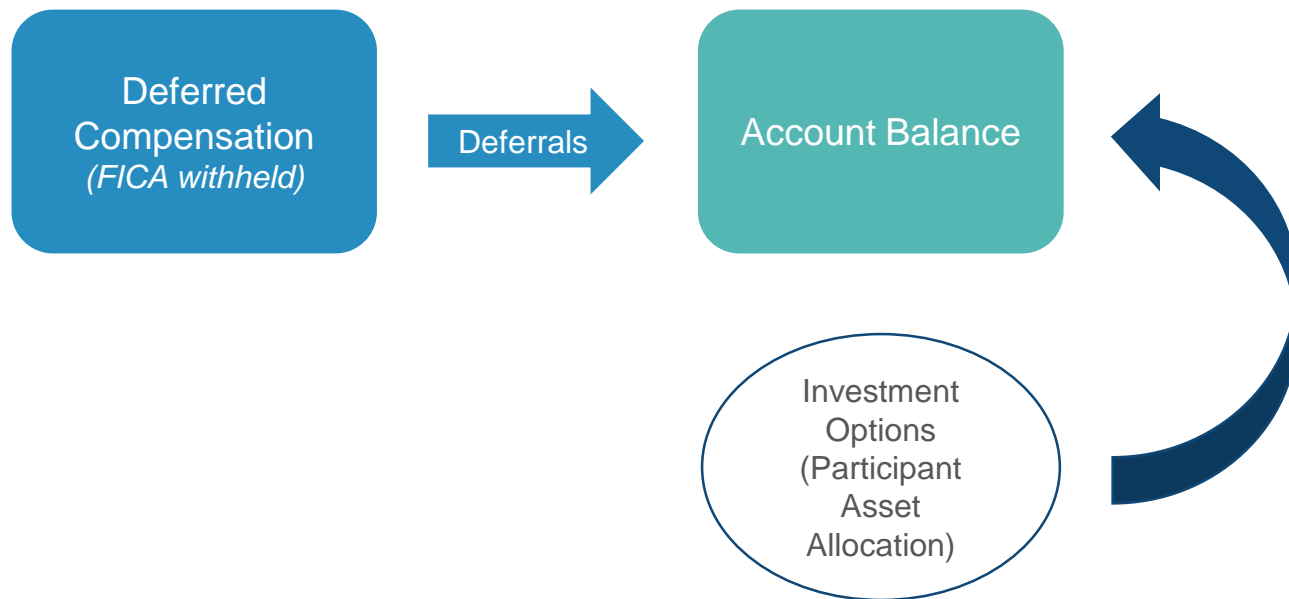 Deferred
Compensation
(FICA withheld)
Deferrals
Account Balance
Investment
Options
(Participant
Asset
Allocation)